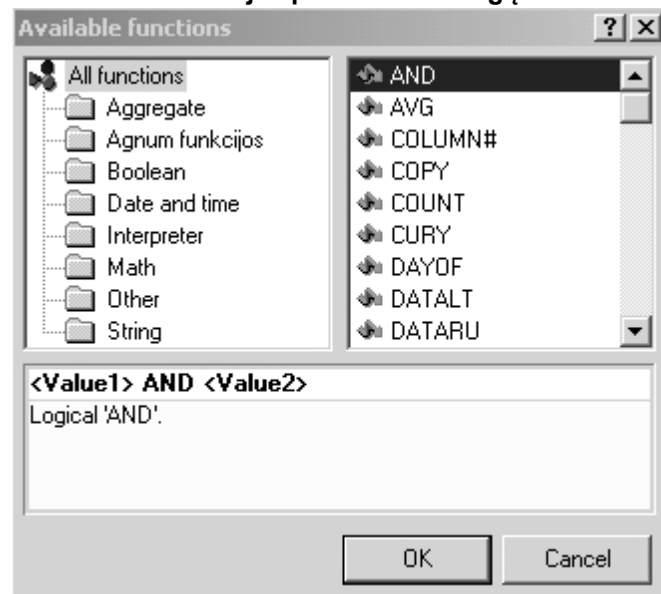 Available functions
All functions
Aggregate
Agnum funkcijos
Boolean
Date and time
Interpreter
Math
Other
String
AND
AVG
COLUMN#
COPY
COUNT
CURY
DAYOF
DATALT
DATARU
<Value1> AND <Value2>
Logical 'AND'.
OK
Cancel